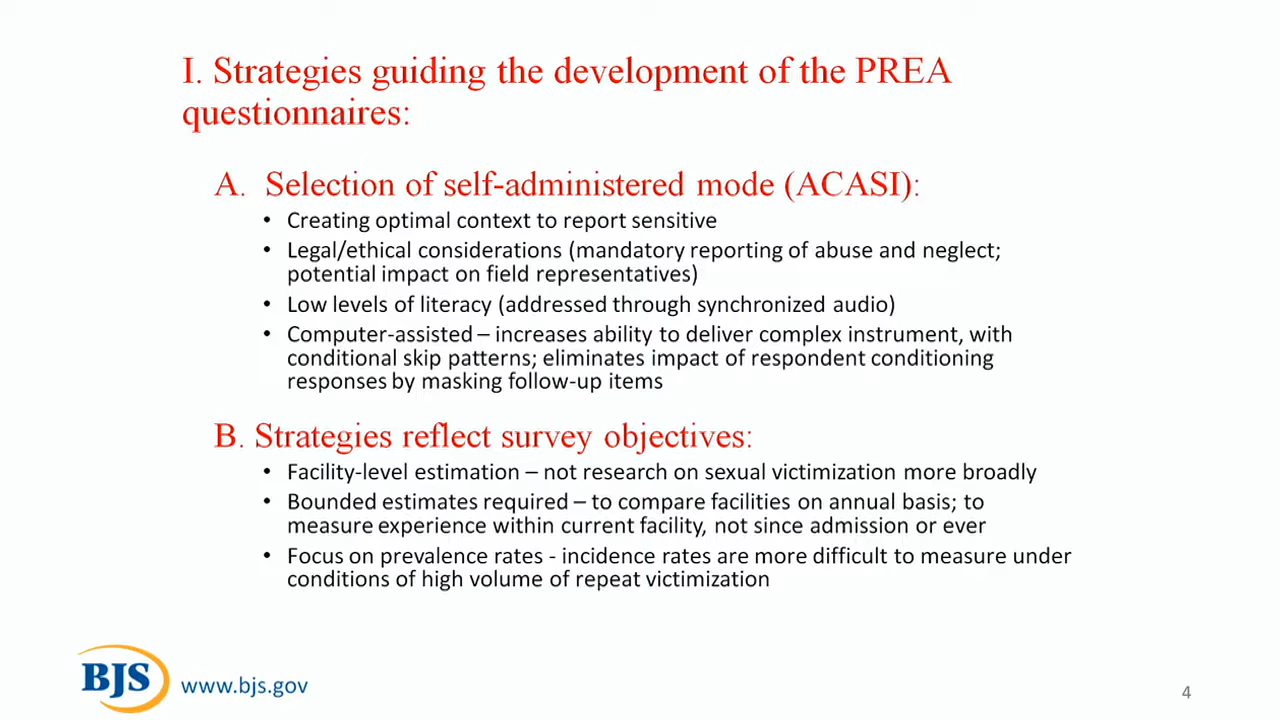 I. Strategies guiding the development of the PREA
questionnaires:
A. Selection of self-administered mode (ACASI):
• Creating optimal context to report sensitive
• Legal/ethical considerations (mandatory reporting of abuse and neglect;
potential impact on field representatives)
• Low levels of literacy (addressed through synchronized audio)
• Computer-assisted – increases ability to deliver complex instrument, with
conditional skip patterns; eliminates impact of respondent conditioning
responses by masking follow-up items
B. Strategies reflect survey objectives:
• Facility-level estimation – not research on sexual victimization more broadly
• Bounded estimates required – to compare facilities on annual basis; to
measure experience within current facility, not since admission or ever
• Focus on prevalence rates - incidence rates are more difficult to measure under
conditions of high volume of repeat victimization
BJS www.bjs.gov
4